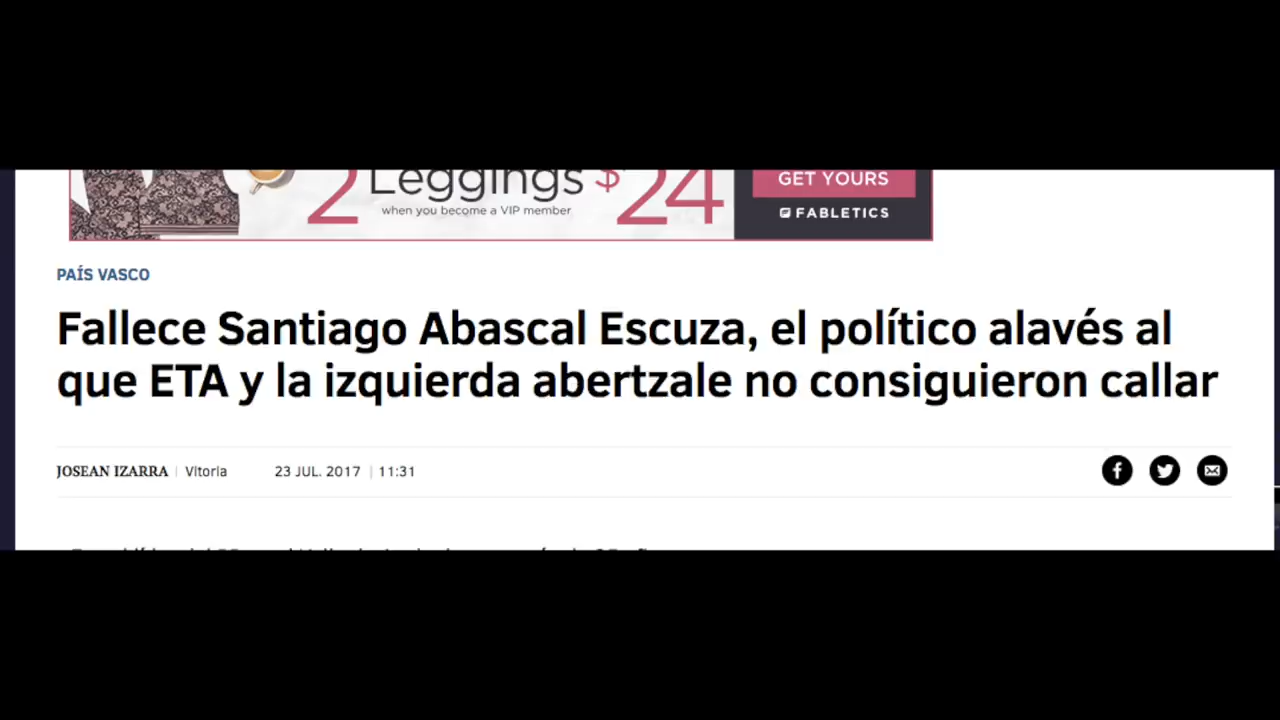 2 Leggings $24
when you become a VIP member
GET YOURS
FABLETICS
PAÍS VASCO
Fallece Santiago Abascal Escuza, el político alavés al
que ETA y la izquierda abertzale no consiguieron callar
JOSEAN IZARRA | Vitoria 23 JUL. 2017 | 11:31